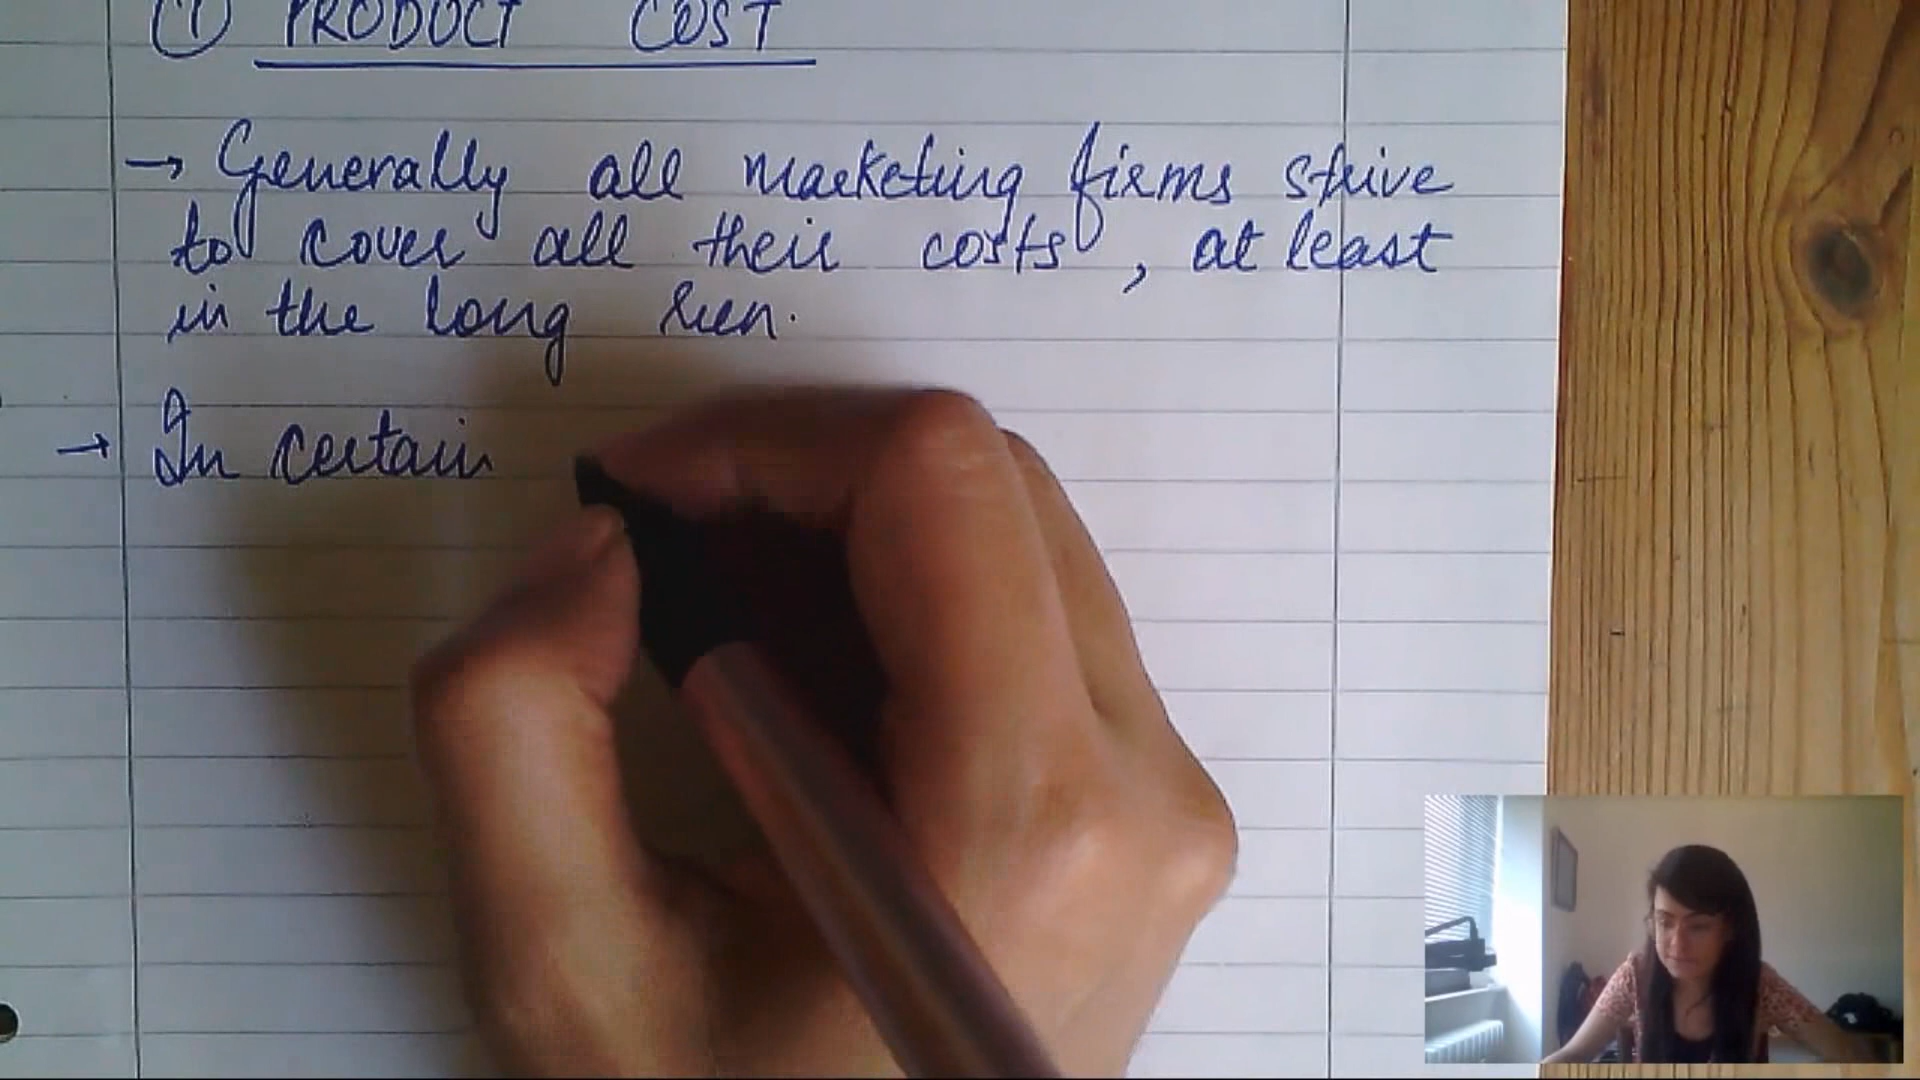 ① PRODUCT COST
→ Generally all marketing firms strive
to cover all their costs, at least
in the long run.
→ In certain